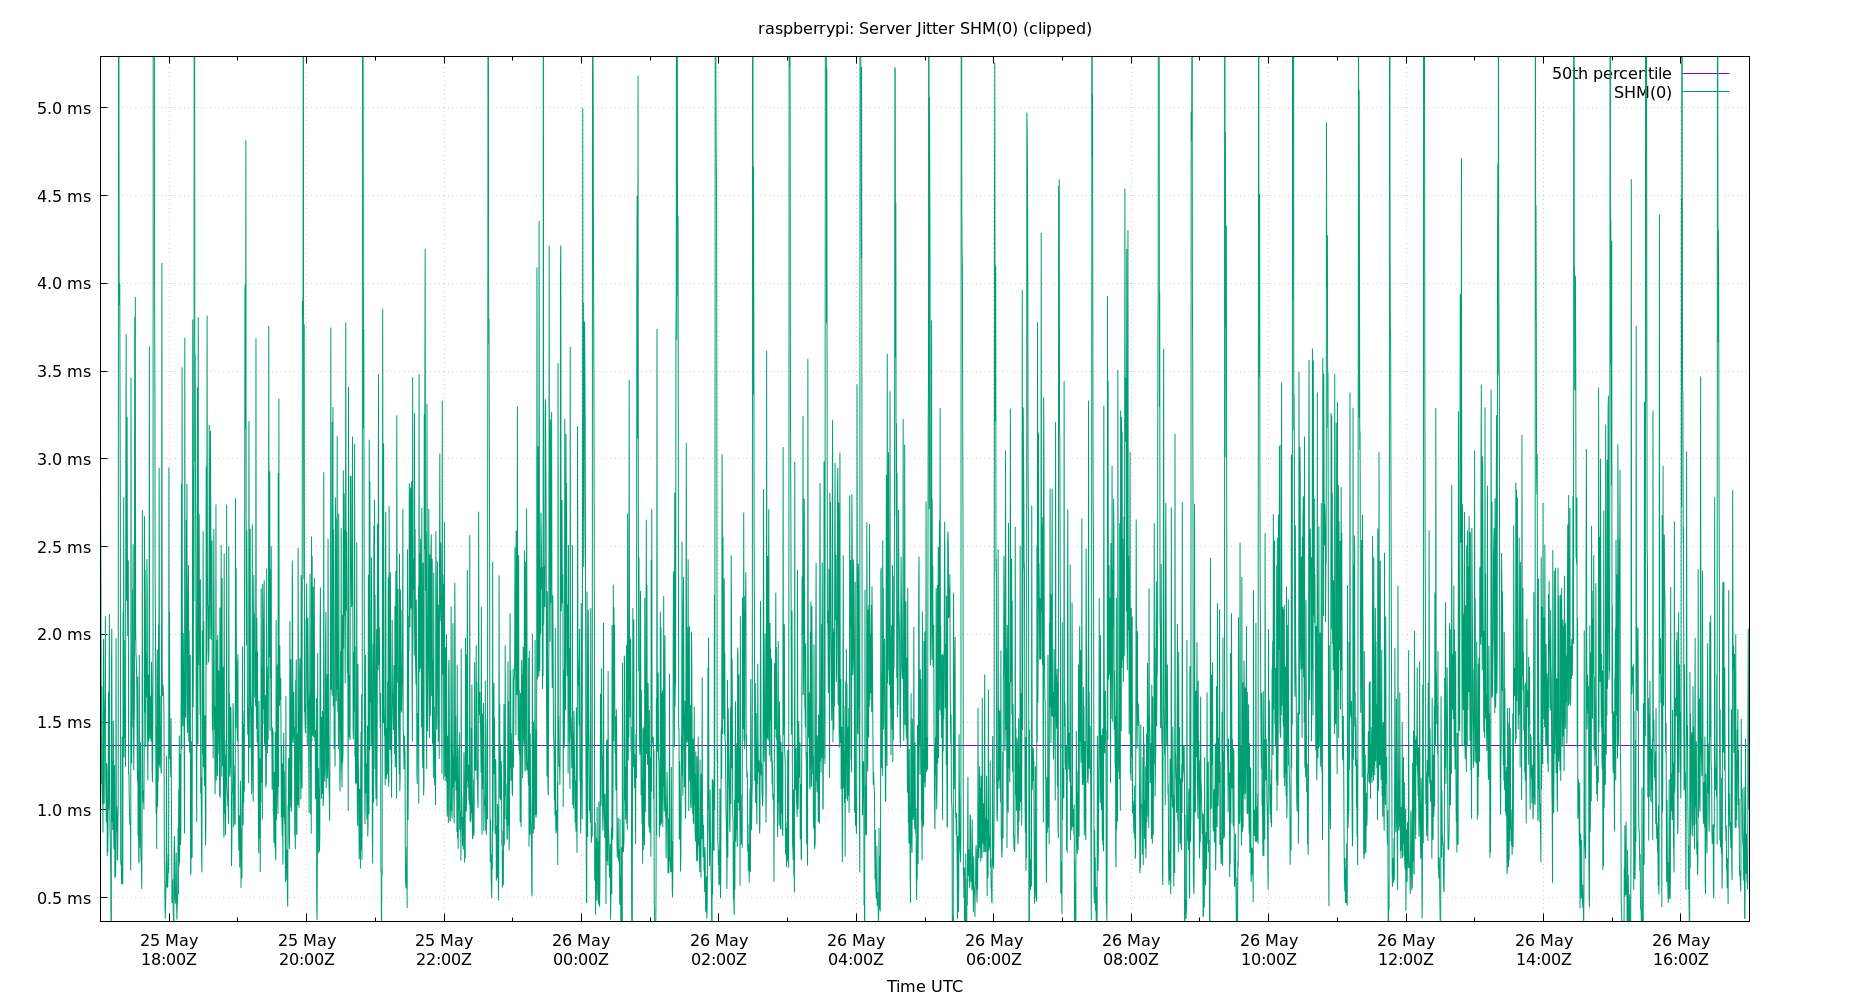 raspberrypi: Server Jitter SHM(0) (clipped)
50th percentile
SHM(0)
5.0 ms
4.5 ms
4.0 ms
3.5 ms
3.0 ms
2.5 ms
2.0 ms
1.5 ms
1.0 ms
0.5 ms
25 May 25 May 25 May 26 May 26 May 26 May 26 May 26 May 26 May 26 May 26 May 26 May
18:00Z 20:00Z 22:00Z 00:00Z 02:00Z 04:00Z 06:00Z 08:00Z 10:00Z 12:00Z 14:00Z 16:00Z
Time UTC